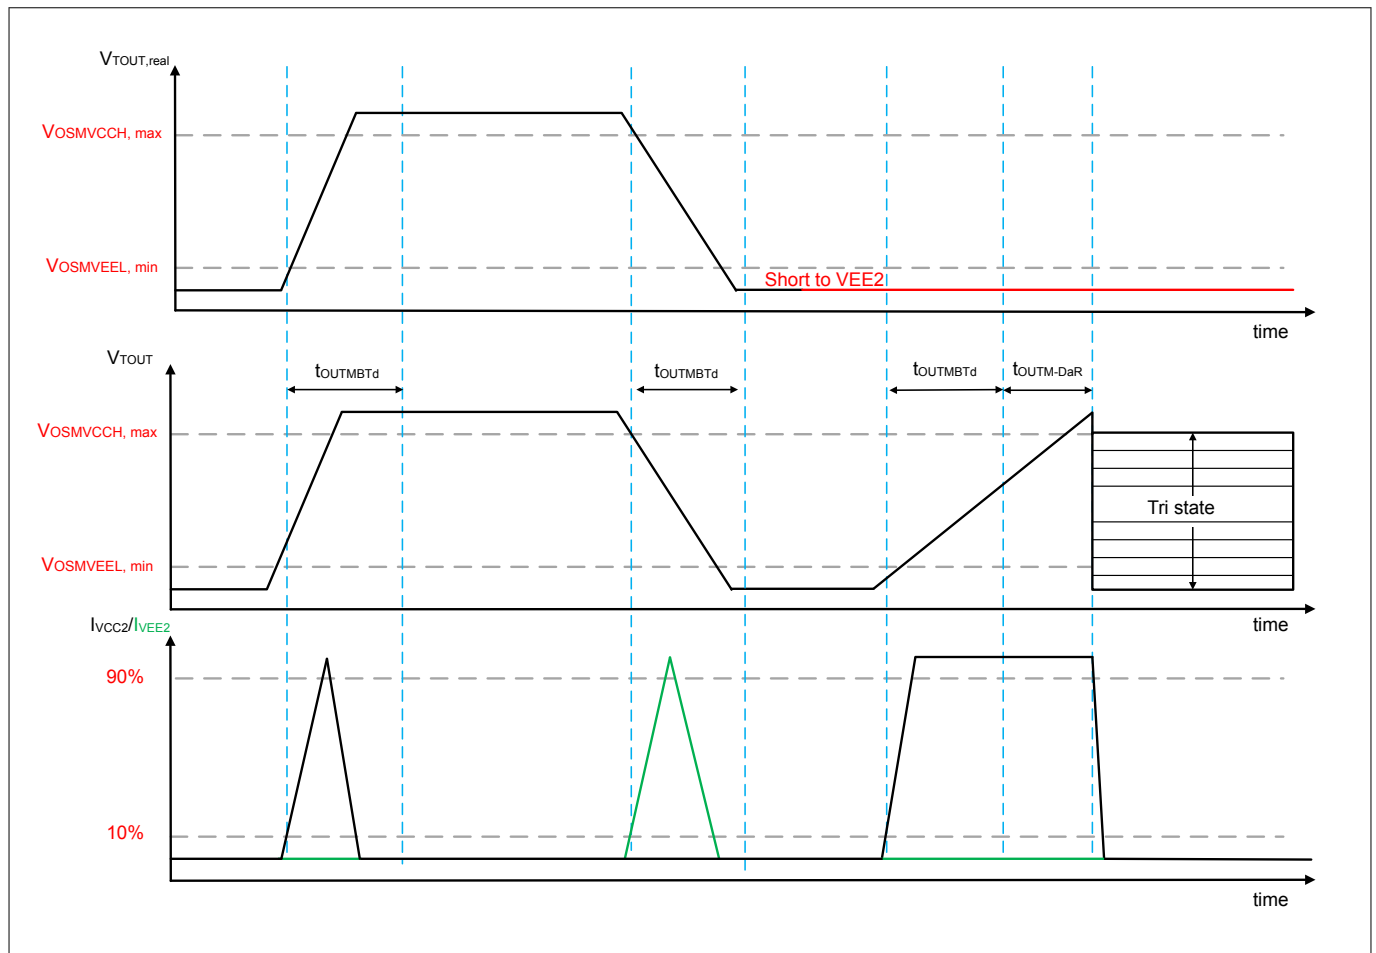 VTOUT,real
VOSMVCCH, max
VOSMVEEL, min
Short to VEE2
time
VTOUT
tOUTMBTd
tOUTMBTd
tOUTMBTd
tOUTM-DaR
VOSMVCCH, max
Tri state
VOSMVEEL, min
time
IVCC2/IVEE2
90%
10%
time